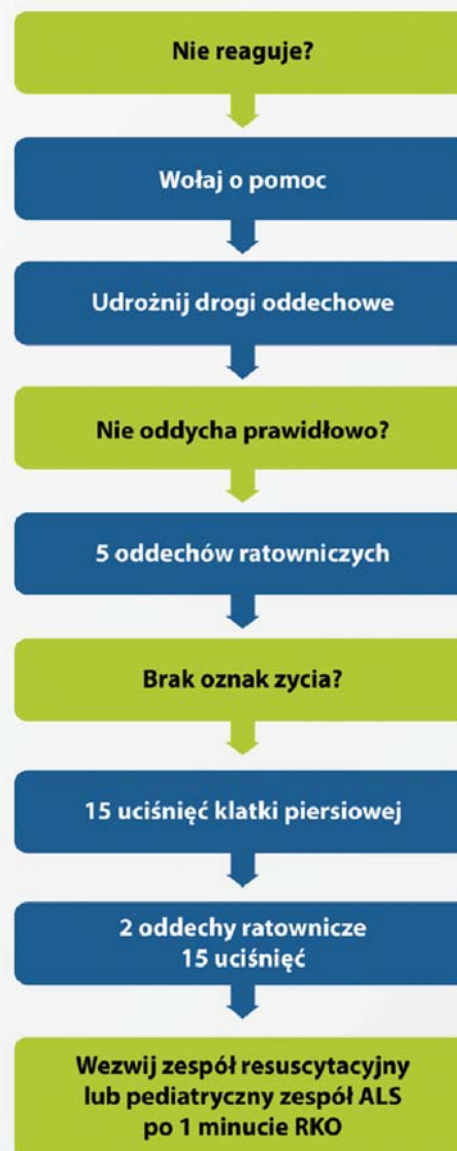 Nie reaguje?
Wołaj o pomoc
Udrożnij drogi oddechowe
Nie oddycha prawidłowo?
5 oddechów ratowniczych
Brak oznak zycia?
15 uciśnięć klatki piersiowej
2 oddechy ratownicze
15 uciśnięć
Wezwij zespół resuscytacyjny
lub pediatryczny zespół ALS
po 1 minucie RKO